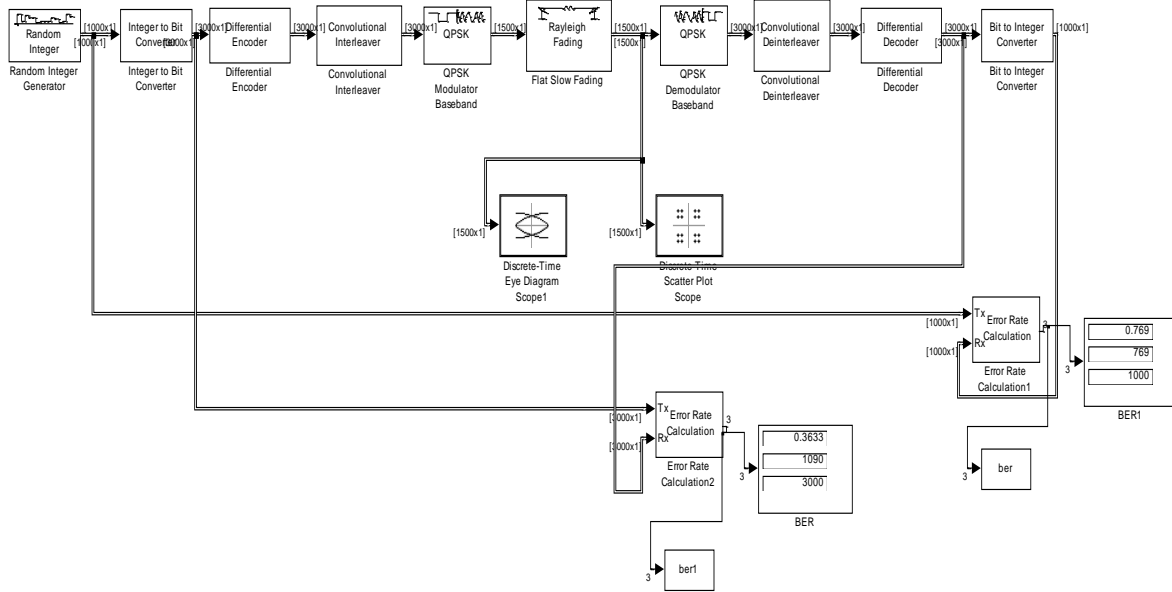 Random
Integer
Random Integer
Generator
[1000x1]
[1000x1]
Integer to Bit
Converter
Integer to Bit
Converter
[3000x1]
[3000x1]
Differential
Encoder
Differential
Encoder
[3000x1]
Convolutional
Interleaver
Convolutional
Interleaver
[3000x1]
QPSK
QPSK
Modulator
Baseband
[1500x1]
Rayleigh
Fading
Flat Slow Fading
[1500x1]
[1500x1]
QPSK
QPSK
Demodulator
Baseband
[3000x1]
Convolutional
Deinterleaver
Convolutional
Deinterleaver
[3000x1]
Differential
Decoder
Differential
Decoder
[3000x1]
[3000x1]
Bit to Integer
Converter
Bit to Integer
Converter
[1000x1]
[1500x1]
Discrete-Time
Eye Diagram
Scope1
[1500x1]
Discrete-Time
Scatter Plot
Scope
[1000x1]
Tx
[1000x1]
Rx
Error Rate
Calculation
Error Rate
Calculation1
3
3
0.769
769
1000
BER1
3
ber
[3000x1]
Tx
[3000x1]
Rx
Error Rate
Calculation
Error Rate
Calculation2
3
3
0.3633
1090
3000
BER
3
ber1